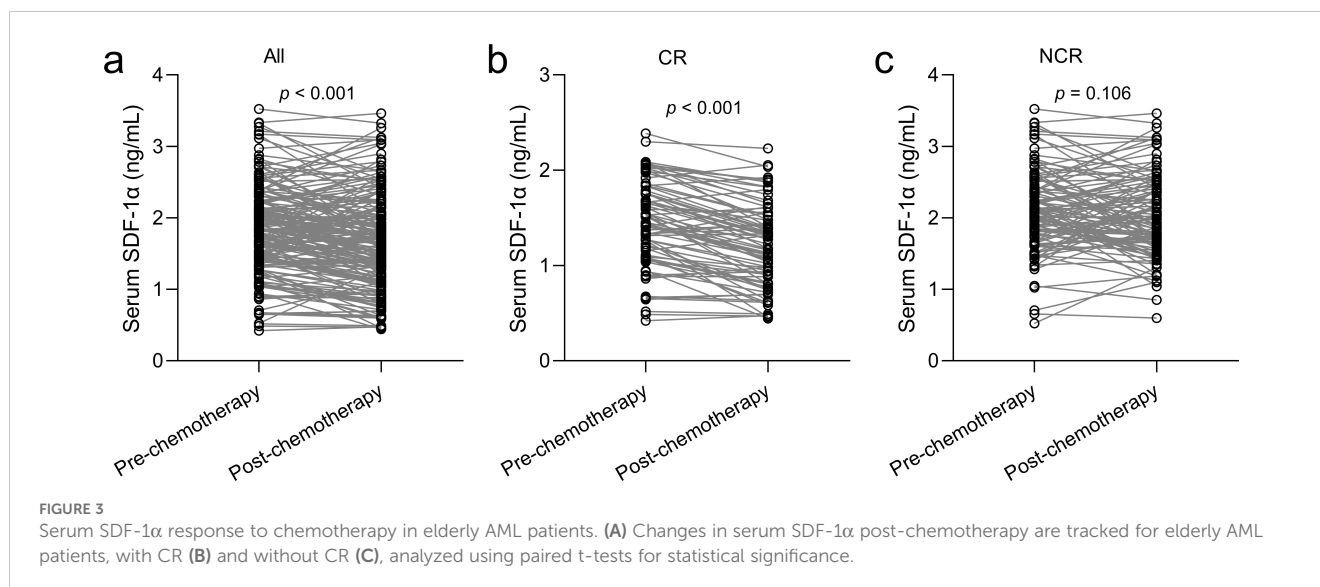 a
All
p < 0.001
Serum SDF-1α (ng/mL)
4
3
2
1
0
Pre-chemotherapy
Post-chemotherapy
b
CR
p < 0.001
Serum SDF-1α (ng/mL)
3
2
1
0
Pre-chemotherapy
Post-chemotherapy
c
NCR
p = 0.106
Serum SDF-1α (ng/mL)
4
3
2
1
0
Pre-chemotherapy
Post-chemotherapy
FIGURE 3
Serum SDF-1α response to chemotherapy in elderly AML patients. (A) Changes in serum SDF-1α post-chemotherapy are tracked for elderly AML
patients, with CR (B) and without CR (C), analyzed using paired t-tests for statistical significance.